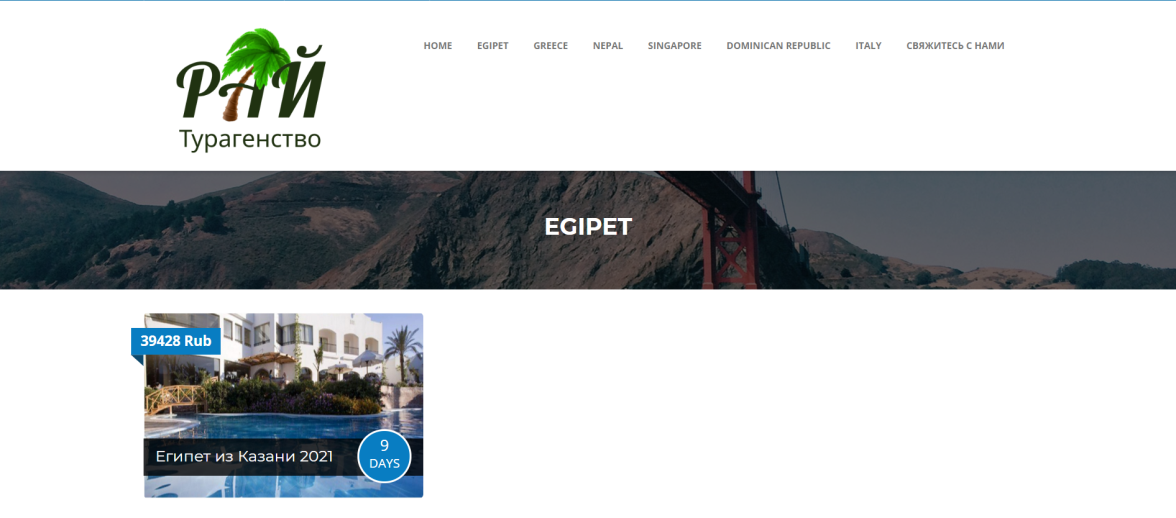 РАЙ
Турагенство
HOME EGIPET GREECE NEPAL SINGAPORE DOMINICAN REPUBLIC ITALY СВЯЖИТЕСЬ С НАМИ
EGIPET
39428 Rub
Египет из Казани 2021
9
DAYS